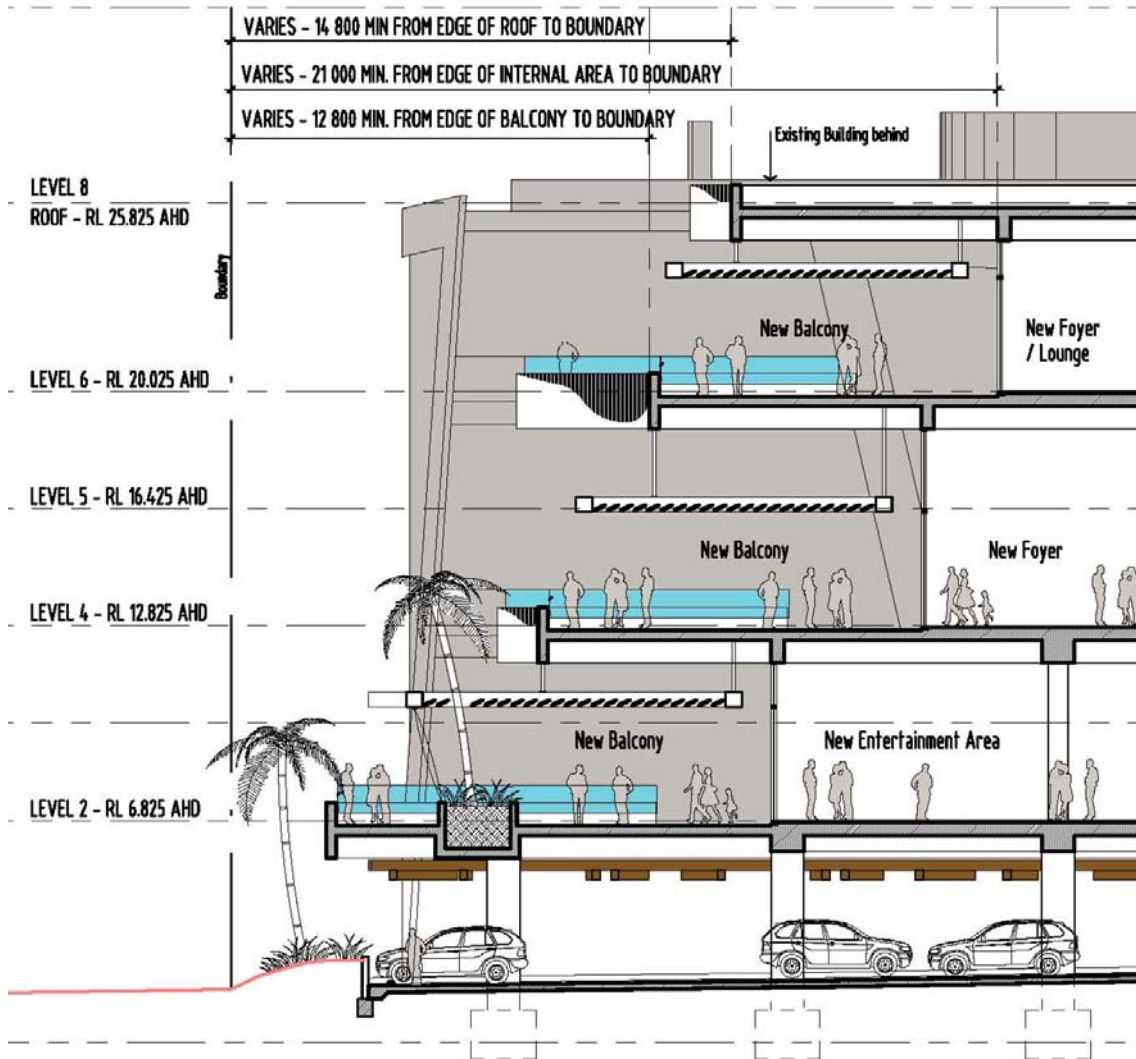 VARIES - 14 800 MIN FROM EDGE OF ROOF TO BOUNDARY
VARIES - 21 000 MIN. FROM EDGE OF INTERNAL AREA TO BOUNDARY
VARIES - 12 800 MIN. FROM EDGE OF BALCONY TO BOUNDARY
Existing Building behind
LEVEL 8
ROOF - RL 25.825 AHD
Boundary
New Balcony
New Foyer
/ Lounge
LEVEL 6 - RL 20.025 AHD
LEVEL 5 - RL 16.425 AHD
New Balcony
New Foyer
LEVEL 4 - RL 12.825 AHD
New Balcony
New Entertainment Area
LEVEL 2 - RL 6.825 AHD